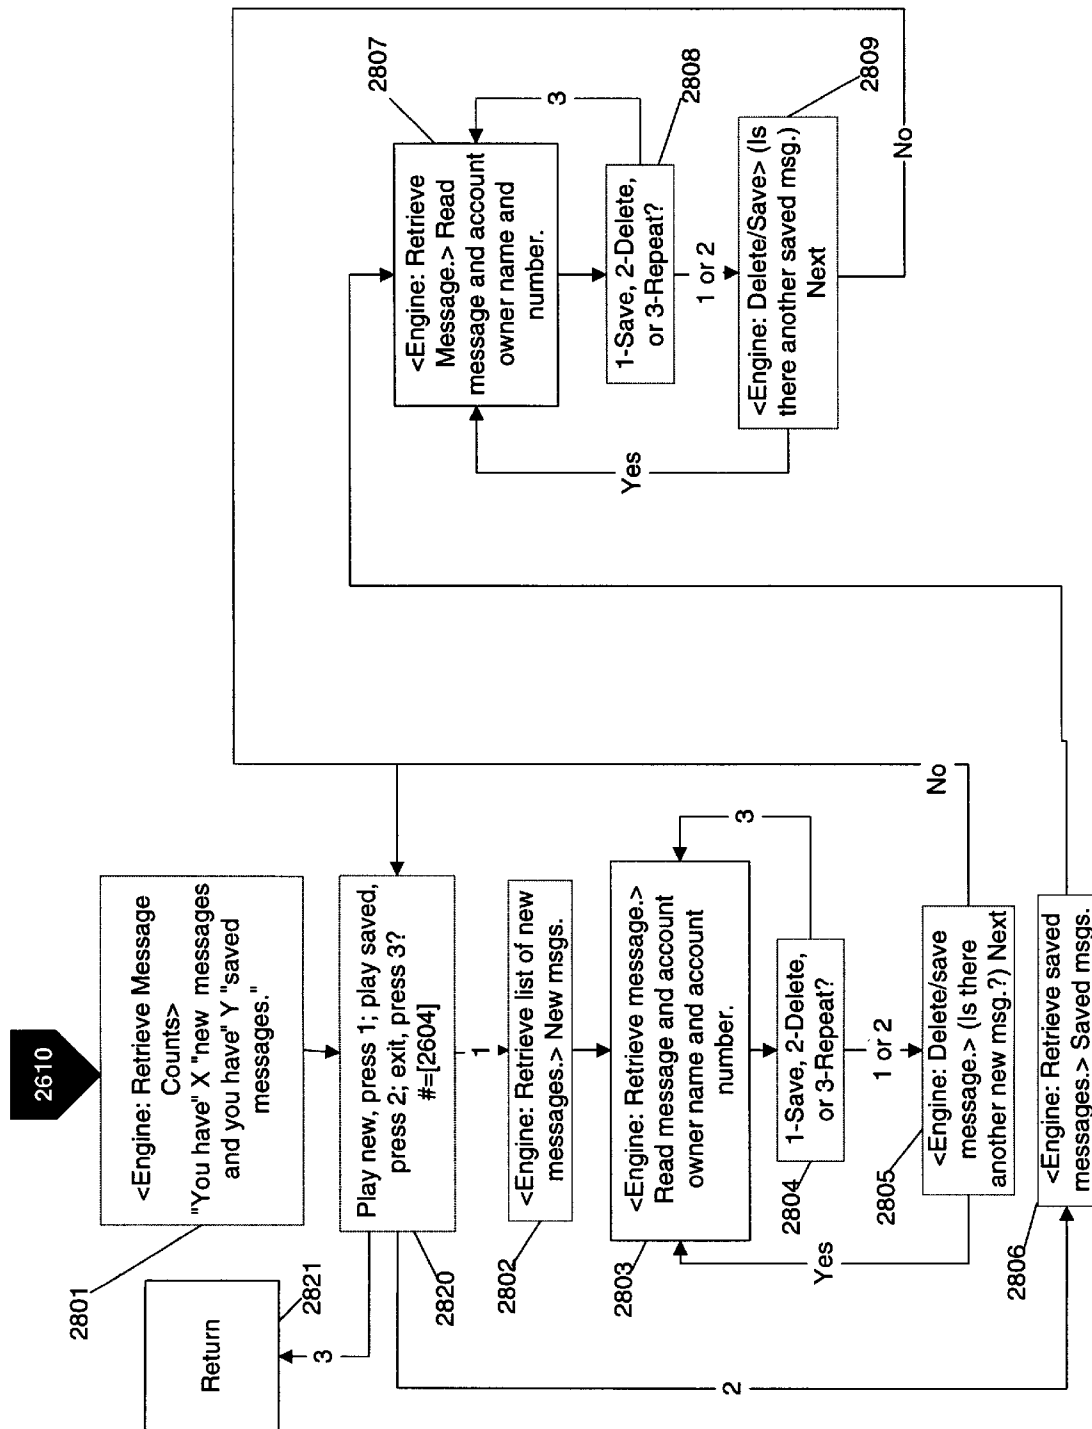 2610
<Engine: Retrieve Message
Counts>
"You have" X "new messages
and you have" Y "saved
messages."
2801
Return
2821
3
Play new, press 1; play saved,
press 2; exit, press 3?
#=[2604]
2820
1
2
<Engine: Retrieve list of new
messages.> New msgs.
2802
<Engine: Retrieve message.>
Read message and account
owner name and account
number.
2803
3
1-Save, 2-Delete,
or 3-Repeat?
2804
1 or 2
<Engine: Delete/save
message.> (Is there
another new msg.?) Next
2805
Yes
No
<Engine: Retrieve saved
messages.> Saved msgs.
2806
<Engine: Retrieve
Message.> Read
message and account
owner name and
number.
2807
3
1-Save, 2-Delete,
or 3-Repeat?
2808
1 or 2
<Engine: Delete/Save> (Is
there another saved msg.)
Next
2809
Yes
No